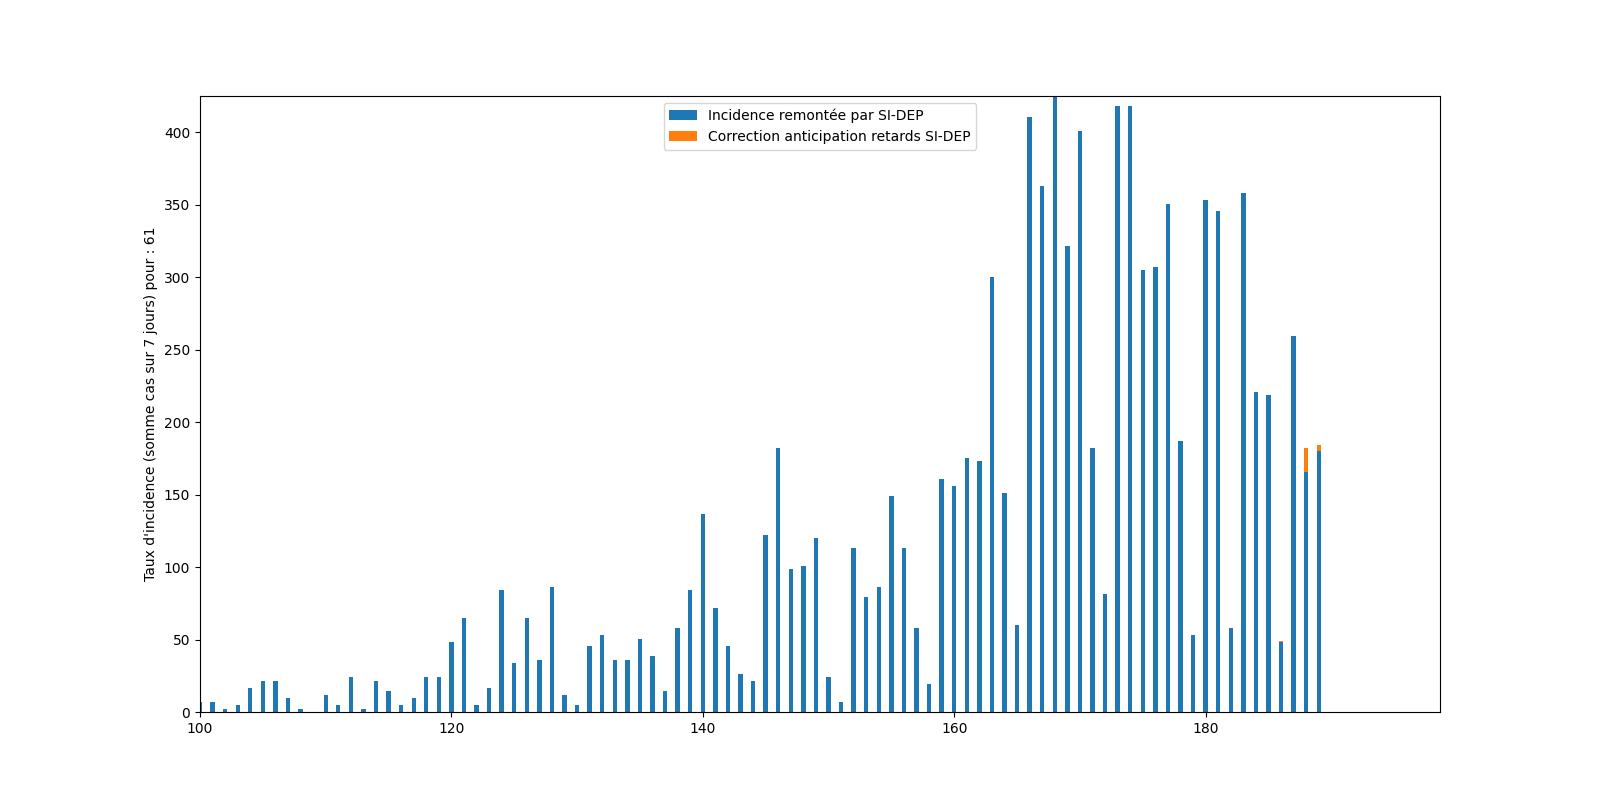 Incidence remontée par SI-DEP
Correction anticipation retards SI-DEP
Taux d'incidence (somme cas sur 7 jours) pour : 61
400
350
300
250
200
150
100
50
0
100 120 140 160 180